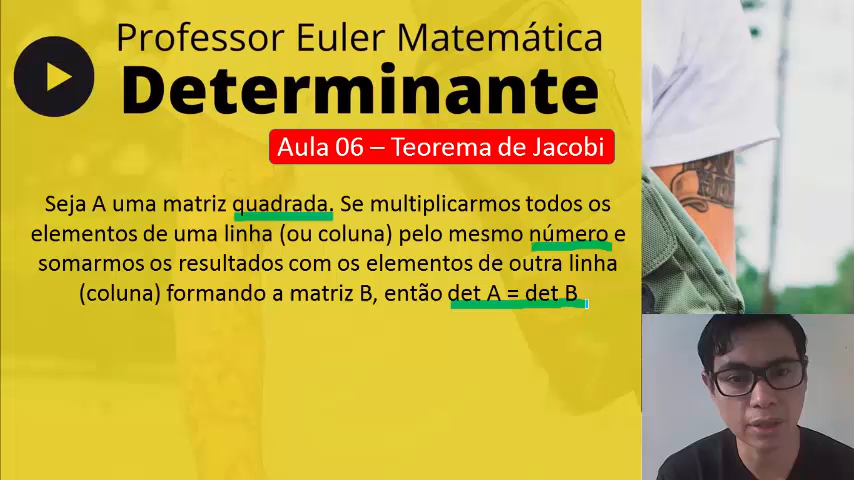 Professor Euler Matemática
Determinante
Aula 06 – Teorema de Jacobi
Seja A uma matriz quadrada. Se multiplicarmos todos os
elementos de uma linha (ou coluna) pelo mesmo número e
somarmos os resultados com os elementos de outra linha
(coluna) formando a matriz B, então det A = det B